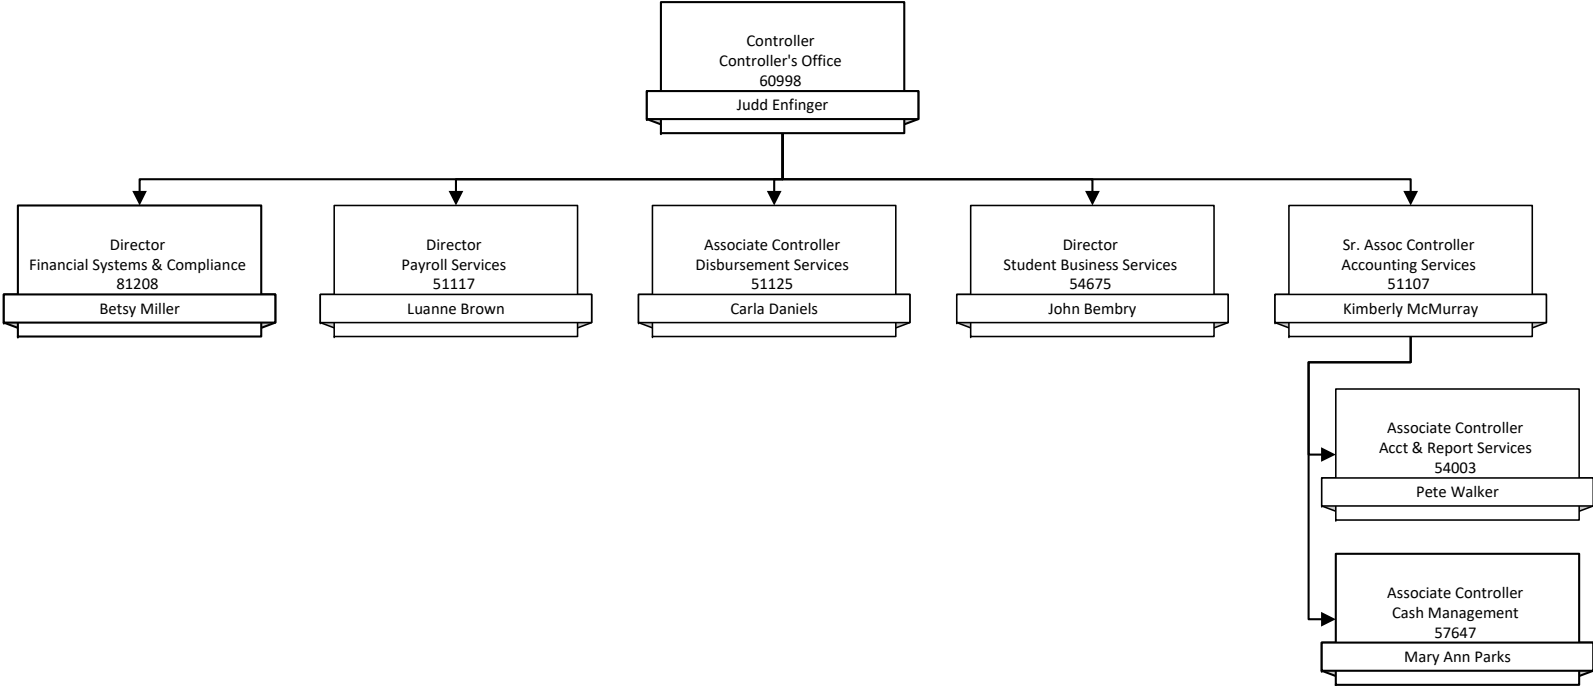 Controller
Controller's Office
60998
Judd Enfinger
Director
Financial Systems & Compliance
81208
Betsy Miller
Director
Payroll Services
51117
Luanne Brown
Associate Controller
Disbursement Services
51125
Carla Daniels
Director
Student Business Services
54675
John Bembry
Sr. Assoc Controller
Accounting Services
51107
Kimberly McMurray
Associate Controller
Acct & Report Services
54003
Pete Walker
Associate Controller
Cash Management
57647
Mary Ann Parks